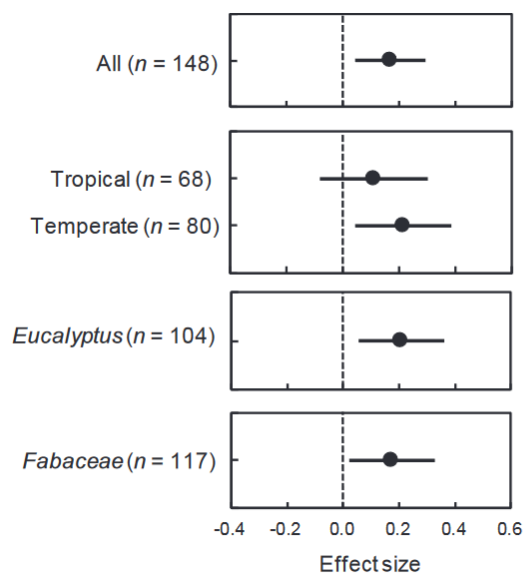 All (n = 148)
Tropical (n = 68)
Temperate (n = 80)
Eucalyptus (n = 104)
Fabaceae (n = 117)
-0.4 -0.2 0.0 0.2 0.4 0.6
Effect size